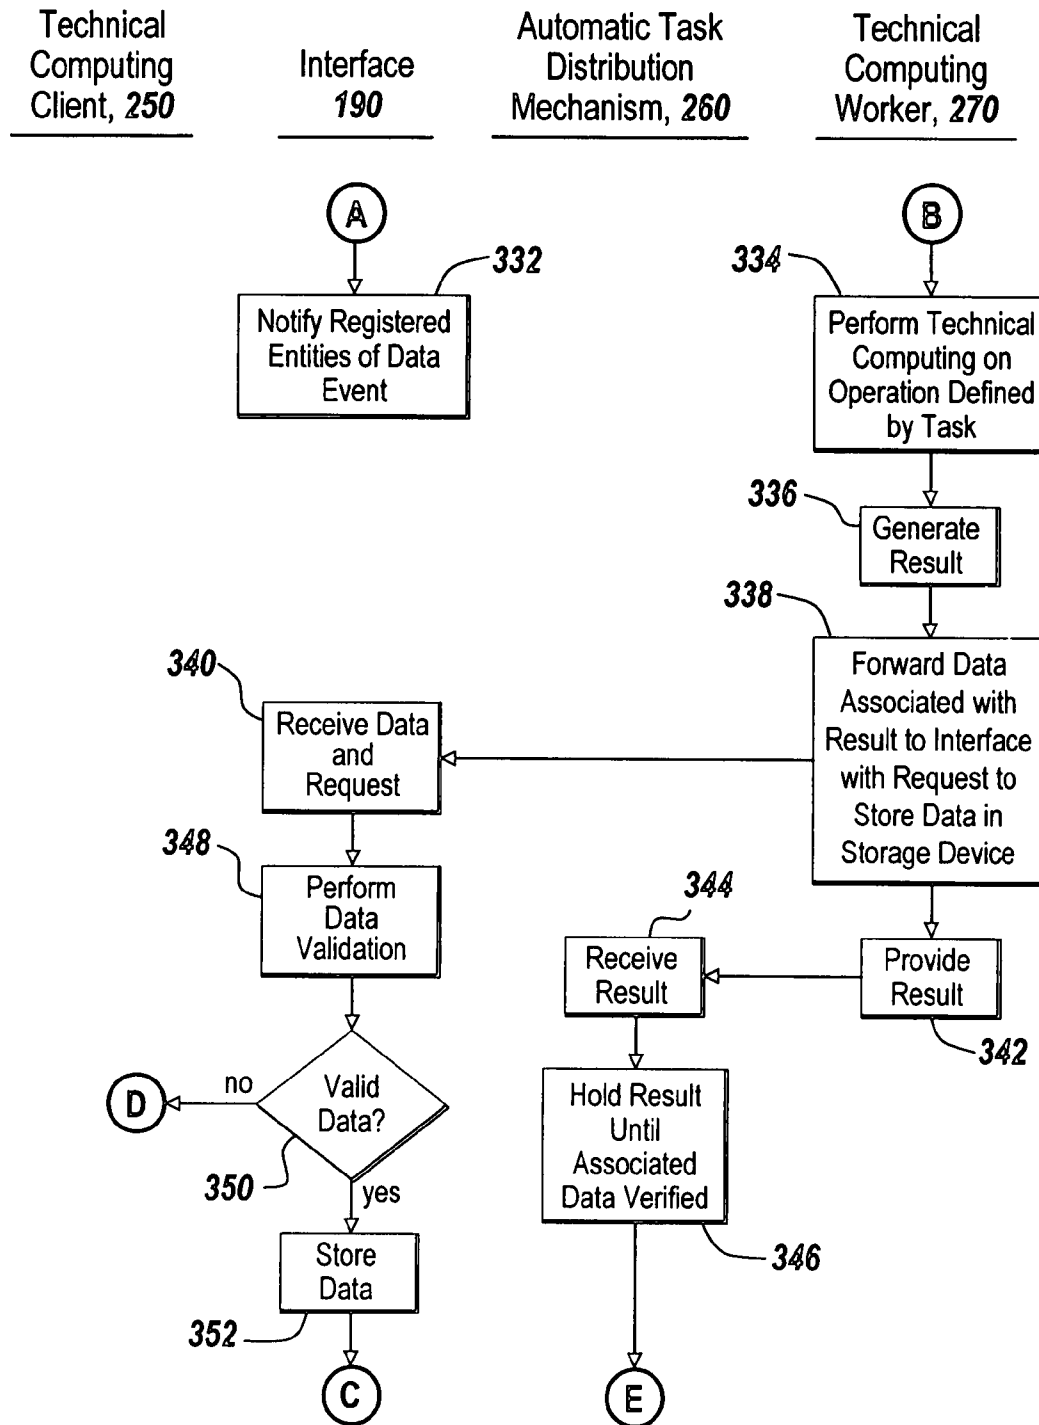 Technical
Computing
Client, 250
Interface
190
Automatic Task
Distribution
Mechanism, 260
Technical
Computing
Worker, 270
A
B
332
Notify Registered
Entities of Data
Event
334
Perform Technical
Computing on
Operation Defined
by Task
336
Generate
Result
338
Forward Data
Associated with
Result to Interface
with Request to
Store Data in
Storage Device
340
Receive Data
and
Request
348
Perform
Data
Validation
344
Receive
Result
Provide
Result
342
no
D
Valid
Data?
350
yes
Hold Result
Until
Associated
Data Verified
346
Store
Data
352
C
E